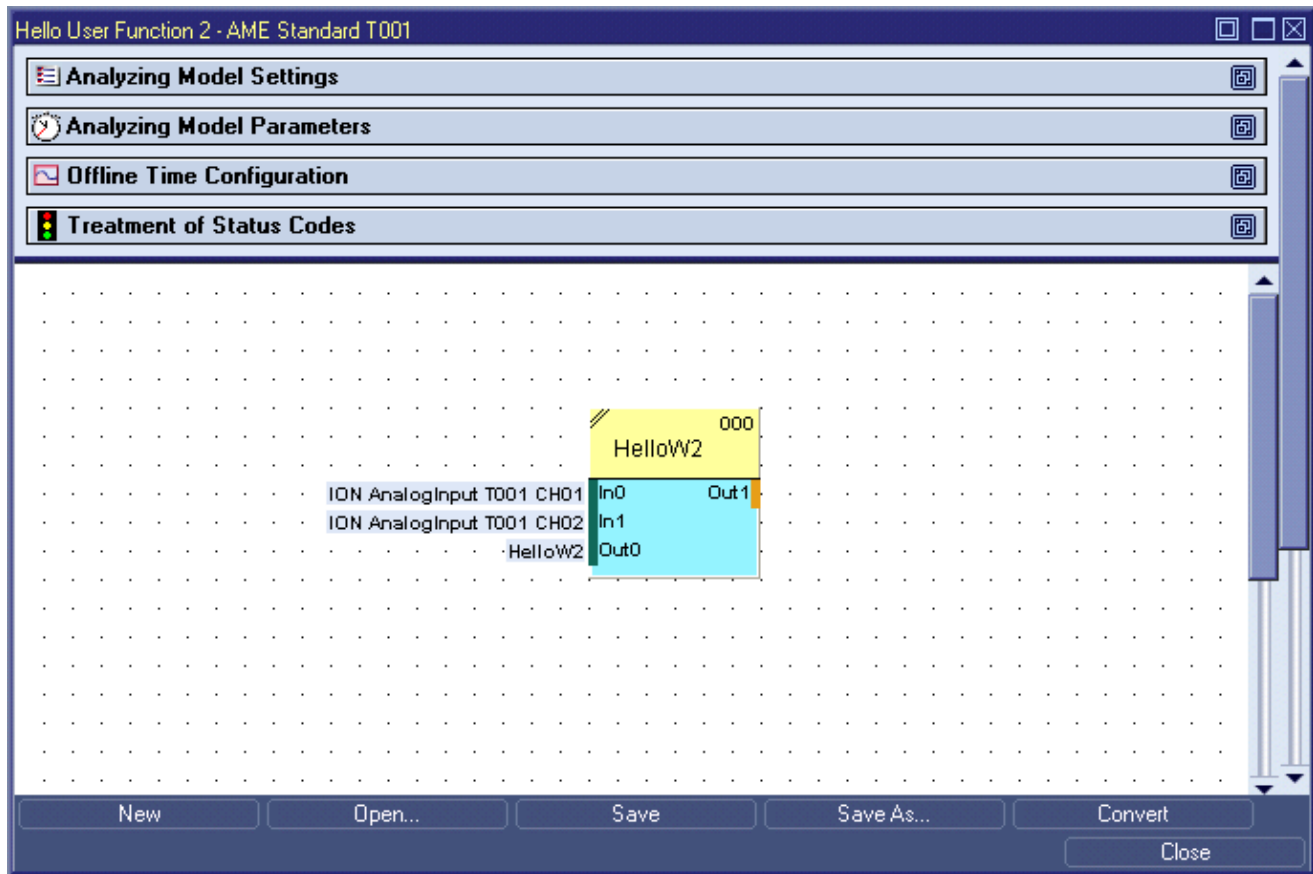 Hello User Function 2 - AME Standard T001
Analyzing Model Settings
Analyzing Model Parameters
Offline Time Configuration
Treatment of Status Codes
000
HelloW2
ION AnalogInput T001 CH01 In0 Out1
ION AnalogInput T001 CH02 In1
HelloW2 Out0
New Open... Save Save As... Convert
Close